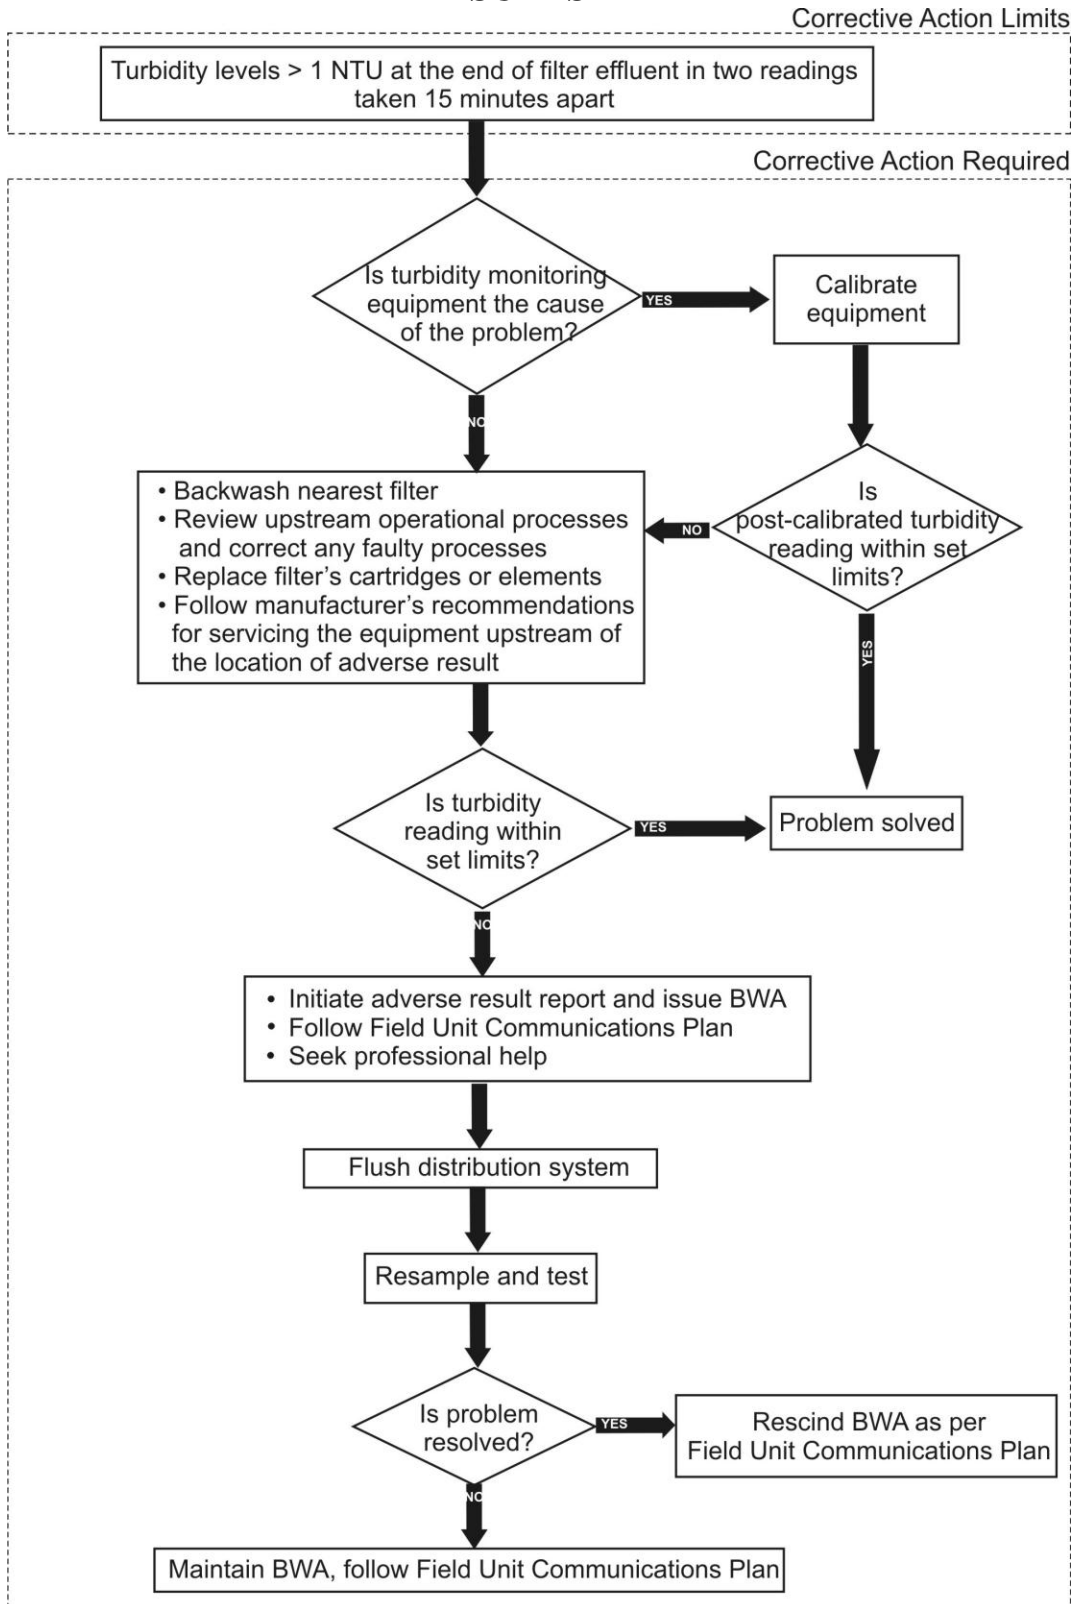 Corrective Action Limits
Turbidity levels > 1 NTU at the end of filter effluent in two readings
taken 15 minutes apart
Corrective Action Required
Is turbidity monitoring
equipment the cause
of the problem?
YES
Calibrate
equipment
NO
• Backwash nearest filter
• Review upstream operational processes
and correct any faulty processes
• Replace filter’s cartridges or elements
• Follow manufacturer’s recommendations
for servicing the equipment upstream of
the location of adverse result
NO
Is
post-calibrated turbidity
reading within set
limits?
YES
Is turbidity
reading within
set limits?
YES
Problem solved
NO
• Initiate adverse result report and issue BWA
• Follow Field Unit Communications Plan
• Seek professional help
Flush distribution system
Resample and test
Is problem
resolved?
YES
Rescind BWA as per
Field Unit Communications Plan
NO
Maintain BWA, follow Field Unit Communications Plan